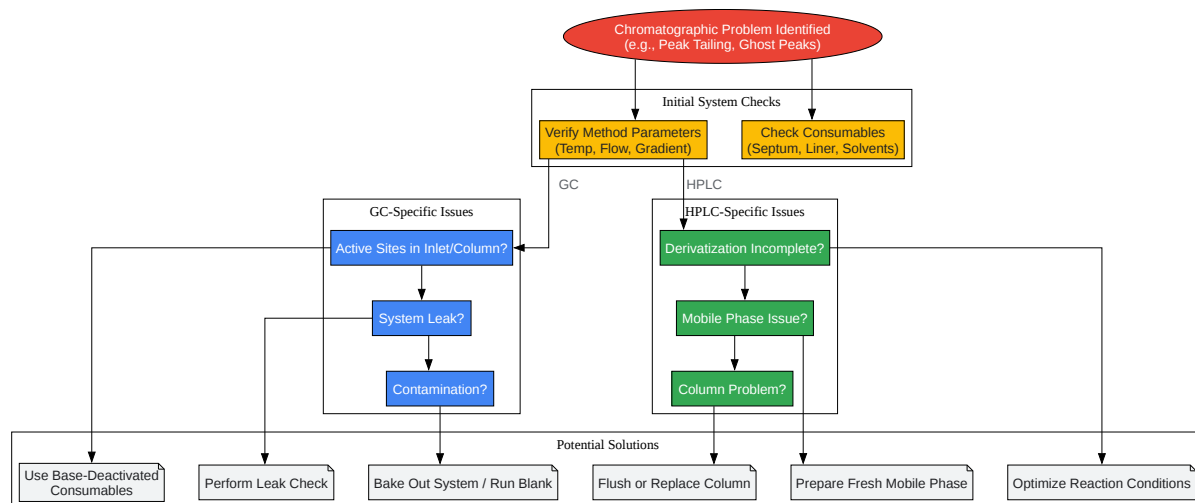 Chromatographic Problem Identified
(e.g., Peak Tailing, Ghost Peaks)
Initial System Checks
Verify Method Parameters
(Temp, Flow, Gradient)
Check Consumables
(Septum, Liner, Solvents)
GC
HPLC
GC-Specific Issues
HPLC-Specific Issues
Active Sites in Inlet/Column?
Derivatization Incomplete?
System Leak?
Mobile Phase Issue?
Contamination?
Column Problem?
Potential Solutions
Use Base-Deactivated
Consumables
Perform Leak Check
Bake Out System / Run Blank
Flush or Replace Column
Prepare Fresh Mobile Phase
Optimize Reaction Conditions